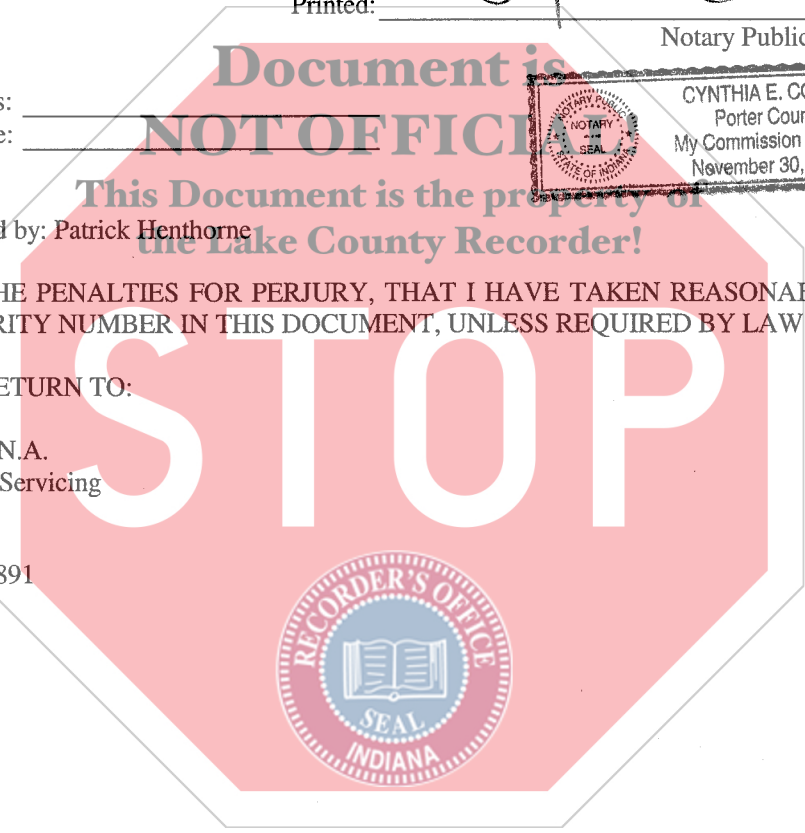 Printed:
Notary Public
Document is
NOT OFFICIAL
This Document is the property of
the Lake County Recorder!
CYNTHIA E. CO
Porter Coun
My Commission
November 30,
NOTARY PUBLIC
NOTARY
SEAL
STATE OF INDIANA
s:
e:
d by: Patrick Henthorne
HE PENALTIES FOR PERJURY, THAT I HAVE TAKEN REASONAB
RITY NUMBER IN THIS DOCUMENT, UNLESS REQUIRED BY LAW
STOP
ETURN TO:
N.A.
Servicing
891
RECORDER'S OFFICE
SEAL
INDIANA